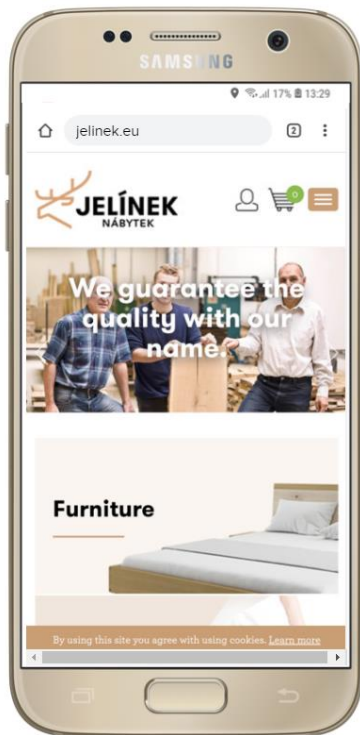 SAMSUNG
17% 13:29
jelinek.eu
2
JELÍNEK
NÁBYTEK
0
We guarantee the
quality with our
name.
Furniture
By using this site you agree with using cookies. Learn more